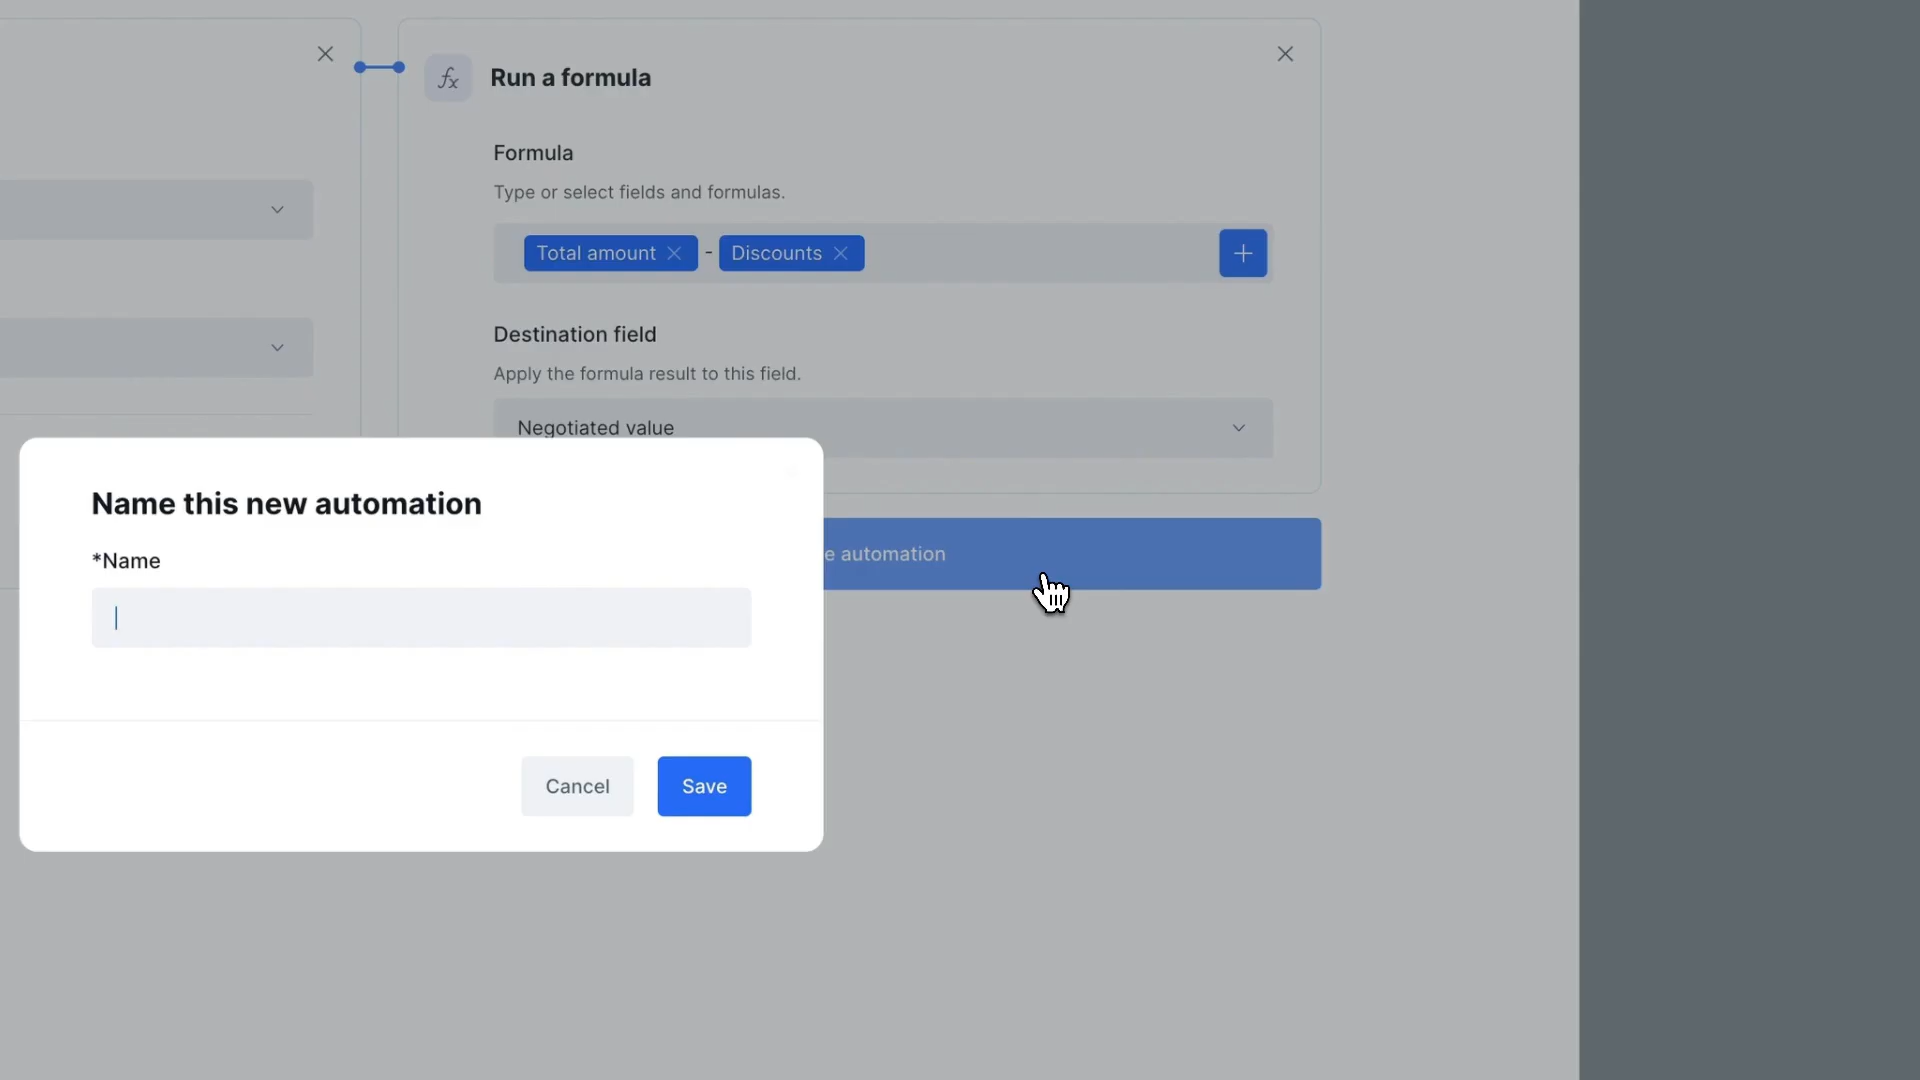 fx Run a formula
Formula
Type or select fields and formulas.
Total amount - Discounts
Destination field
Apply the formula result to this field.
Negotiated value
Name this new automation
*Name
e automation
Cancel Save